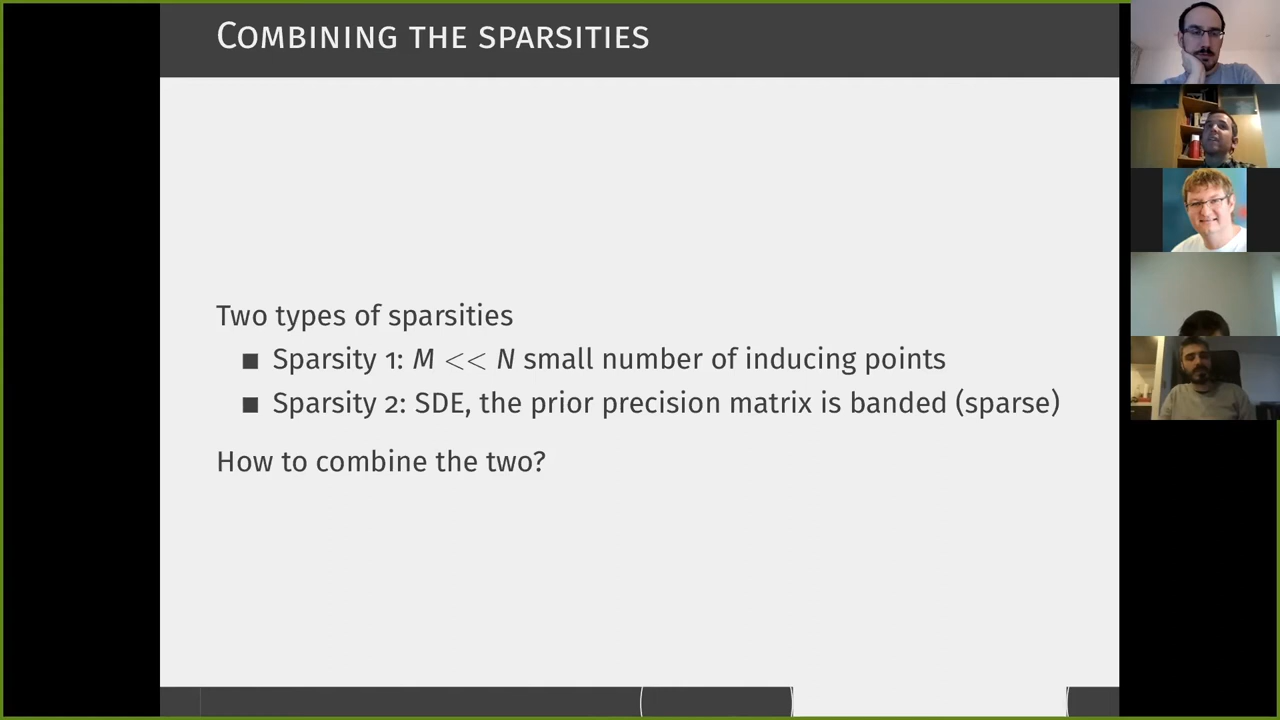 Combining the sparsities
Two types of sparsities
■ Sparsity 1: M << N small number of inducing points
■ Sparsity 2: SDE, the prior precision matrix is banded (sparse)
How to combine the two?